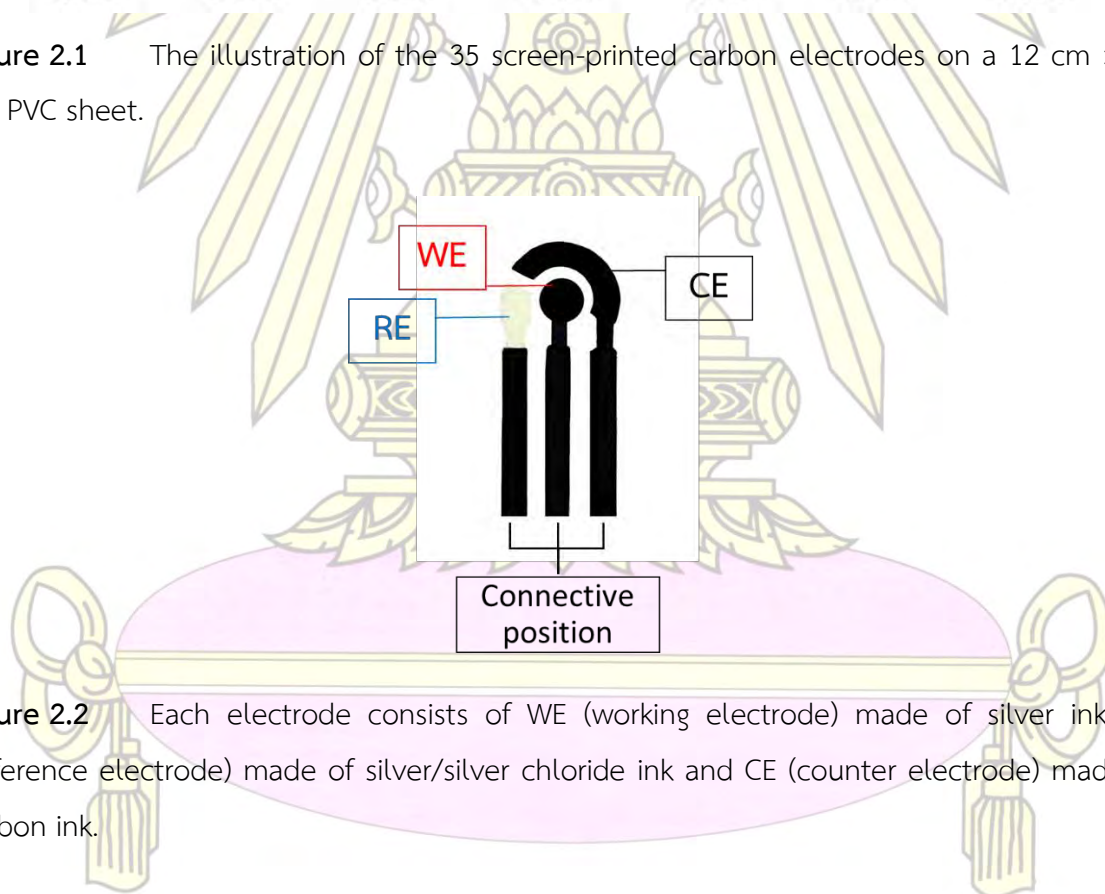 ure 2.1 The illustration of the 35 screen-printed carbon electrodes on a 12 cm
PVC sheet.
WE
CE
RE
Connective
position
ure 2.2 Each electrode consists of WE (working electrode) made of silver ink
erence electrode) made of silver/silver chloride ink and CE (counter electrode) mad
bon ink.